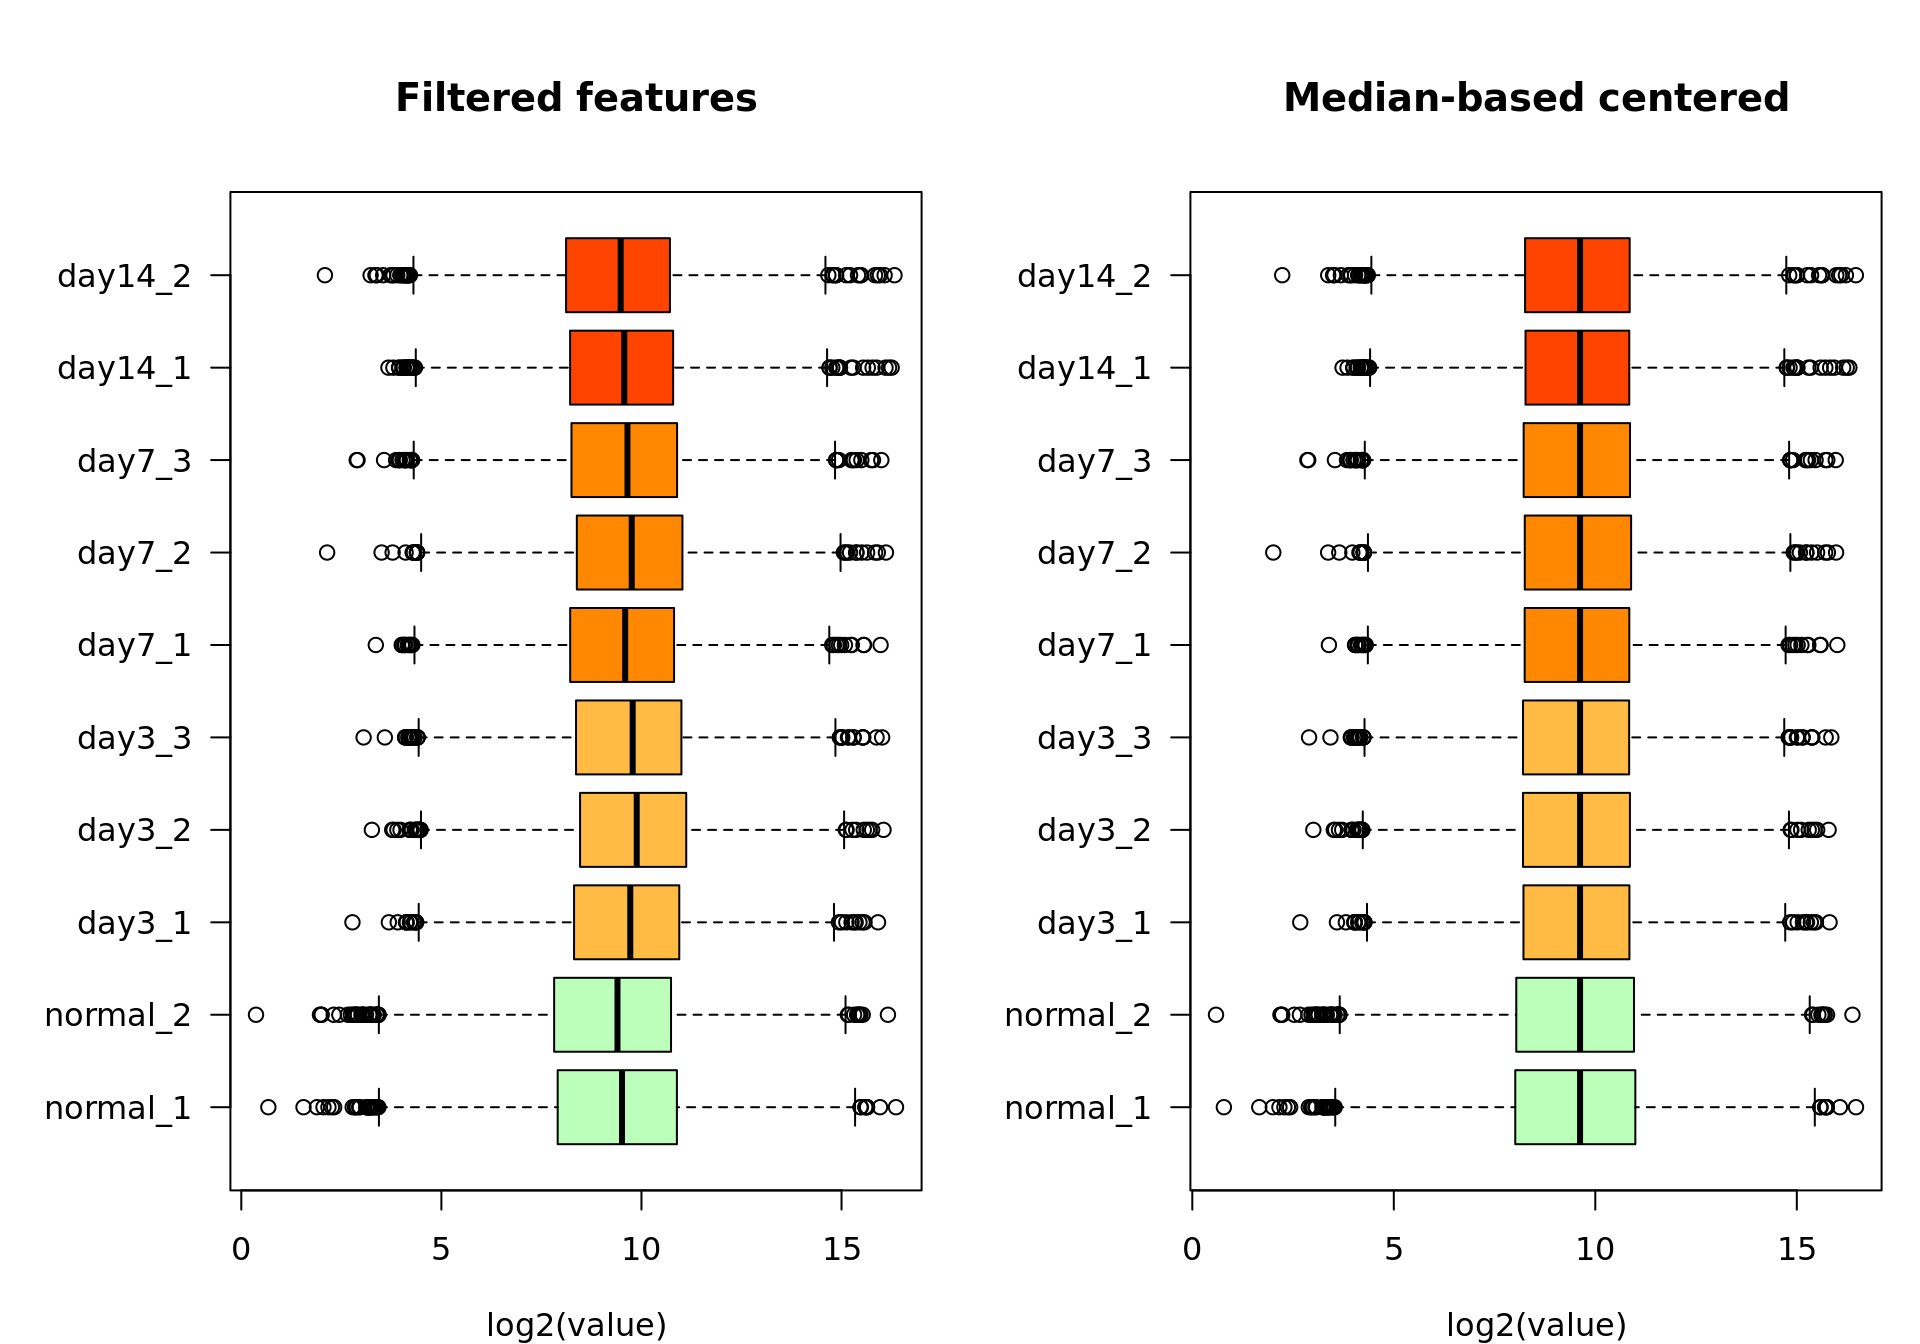 Filtered features
day14_2
day14_1
day7_3
day7_2
day7_1
day3_3
day3_2
day3_1
normal_2
normal_1
0 5 10 15
log2(value)
Median-based centered
day14_2
day14_1
day7_3
day7_2
day7_1
day3_3
day3_2
day3_1
normal_2
normal_1
0 5 10 15
log2(value)